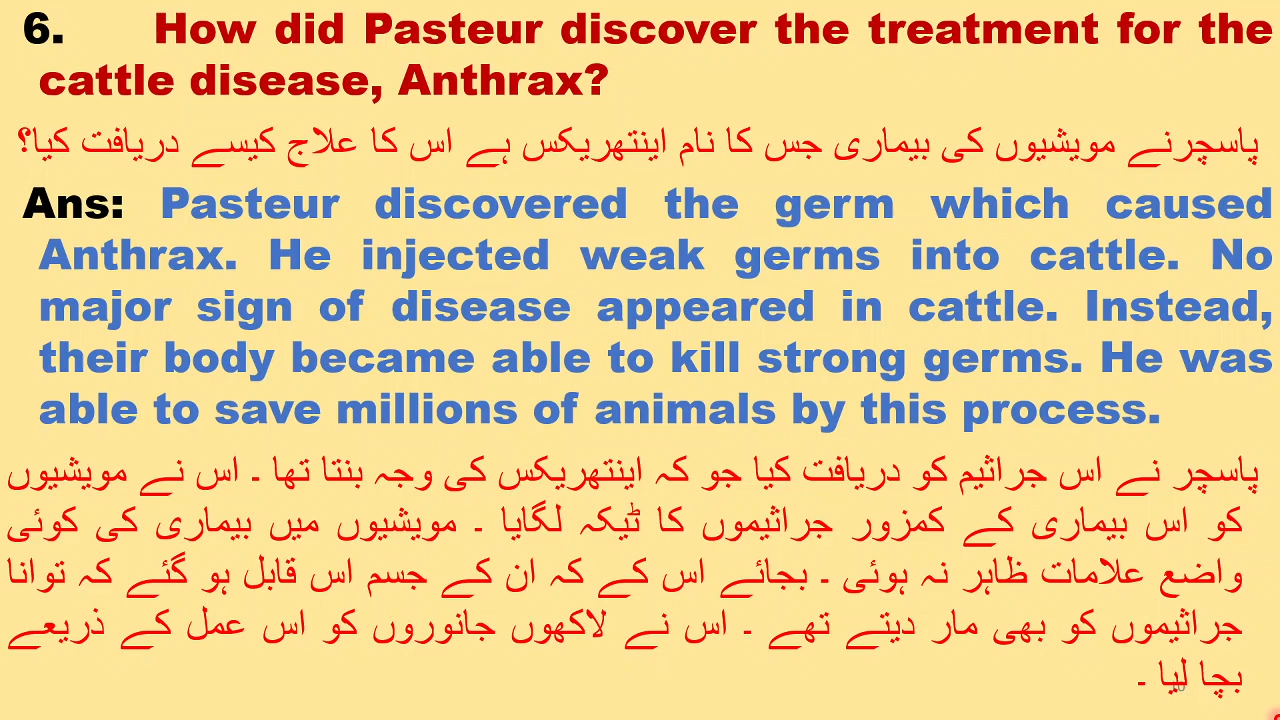 6. How did Pasteur discover the treatment for the
cattle disease, Anthrax?
پاسچرنے مویشیوں کی بیماری جس کا نام اینتھریکس ہے اس کا علاج کیسے دریافت کیا؟
Ans: Pasteur discovered the germ which caused
Anthrax. He injected weak germs into cattle. No
major sign of disease appeared in cattle. Instead,
their body became able to kill strong germs. He was
able to save millions of animals by this process.
پاسچر نے اس جراثیم کو دریافت کیا جو کہ اینتھریکس کی وجہ بنتا تھا ۔ اس نے مویشیوں
کو اس بیماری کے کمزور جراثیموں کا ٹیکہ لگایا ۔ مویشیوں میں بیماری کی کوئی
واضع علامات ظاہر نہ ہوئی ۔ بجائے اس کے کہ ان کے جسم اس قابل ہو گئے کہ توانا
جراثیموں کو بھی مار دیتے تھے ۔ اس نے لاکھوں جانوروں کو اس عمل کے ذریعے
بچا لیا ۔